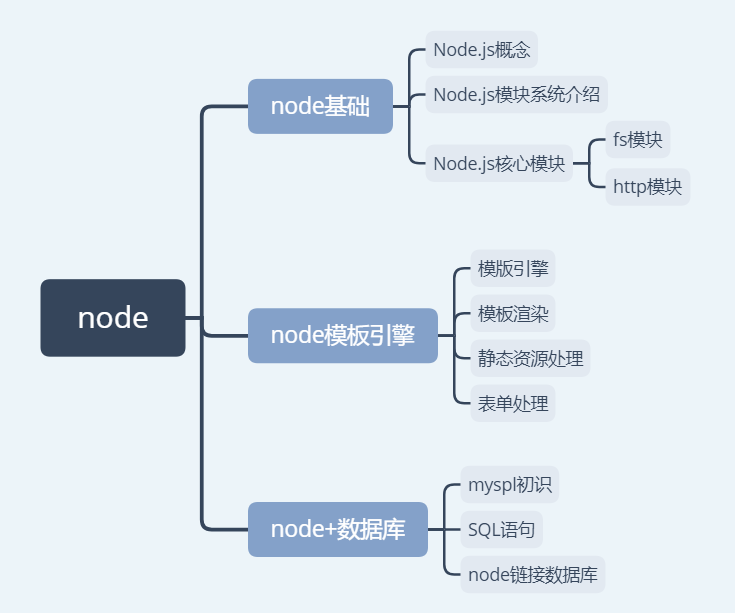 node
node基础
Node.js概念
Node.js模块系统介绍
Node.js核心模块
fs模块
http模块
node模板引擎
模版引擎
模板渲染
静态资源处理
表单处理
node+数据库
myspl初识
SQL语句
node链接数据库